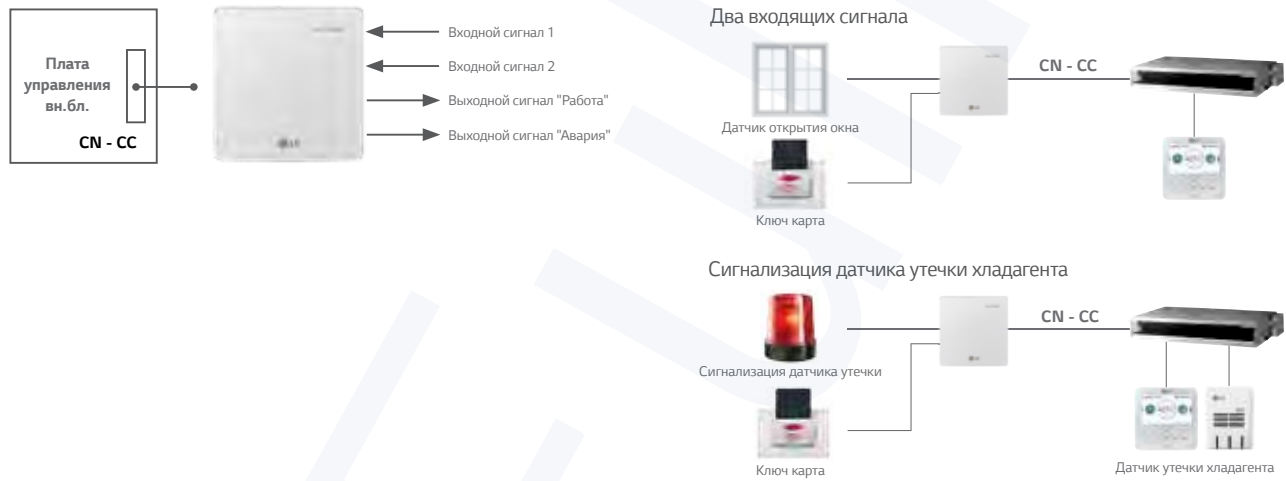 Плата
управления
вн.бл.
CN - CC
Входной сигнал 1
Входной сигнал 2
Выходной сигнал "Работа"
Выходной сигнал "Авария"
LG
Два входящих сигнала
Датчик открытия окна
Ключ карта
CN - CC
Сигнализация датчика утечки хладагента
Сигнализация датчика утечки
Ключ карта
CN - CC
Датчик утечки хладагента